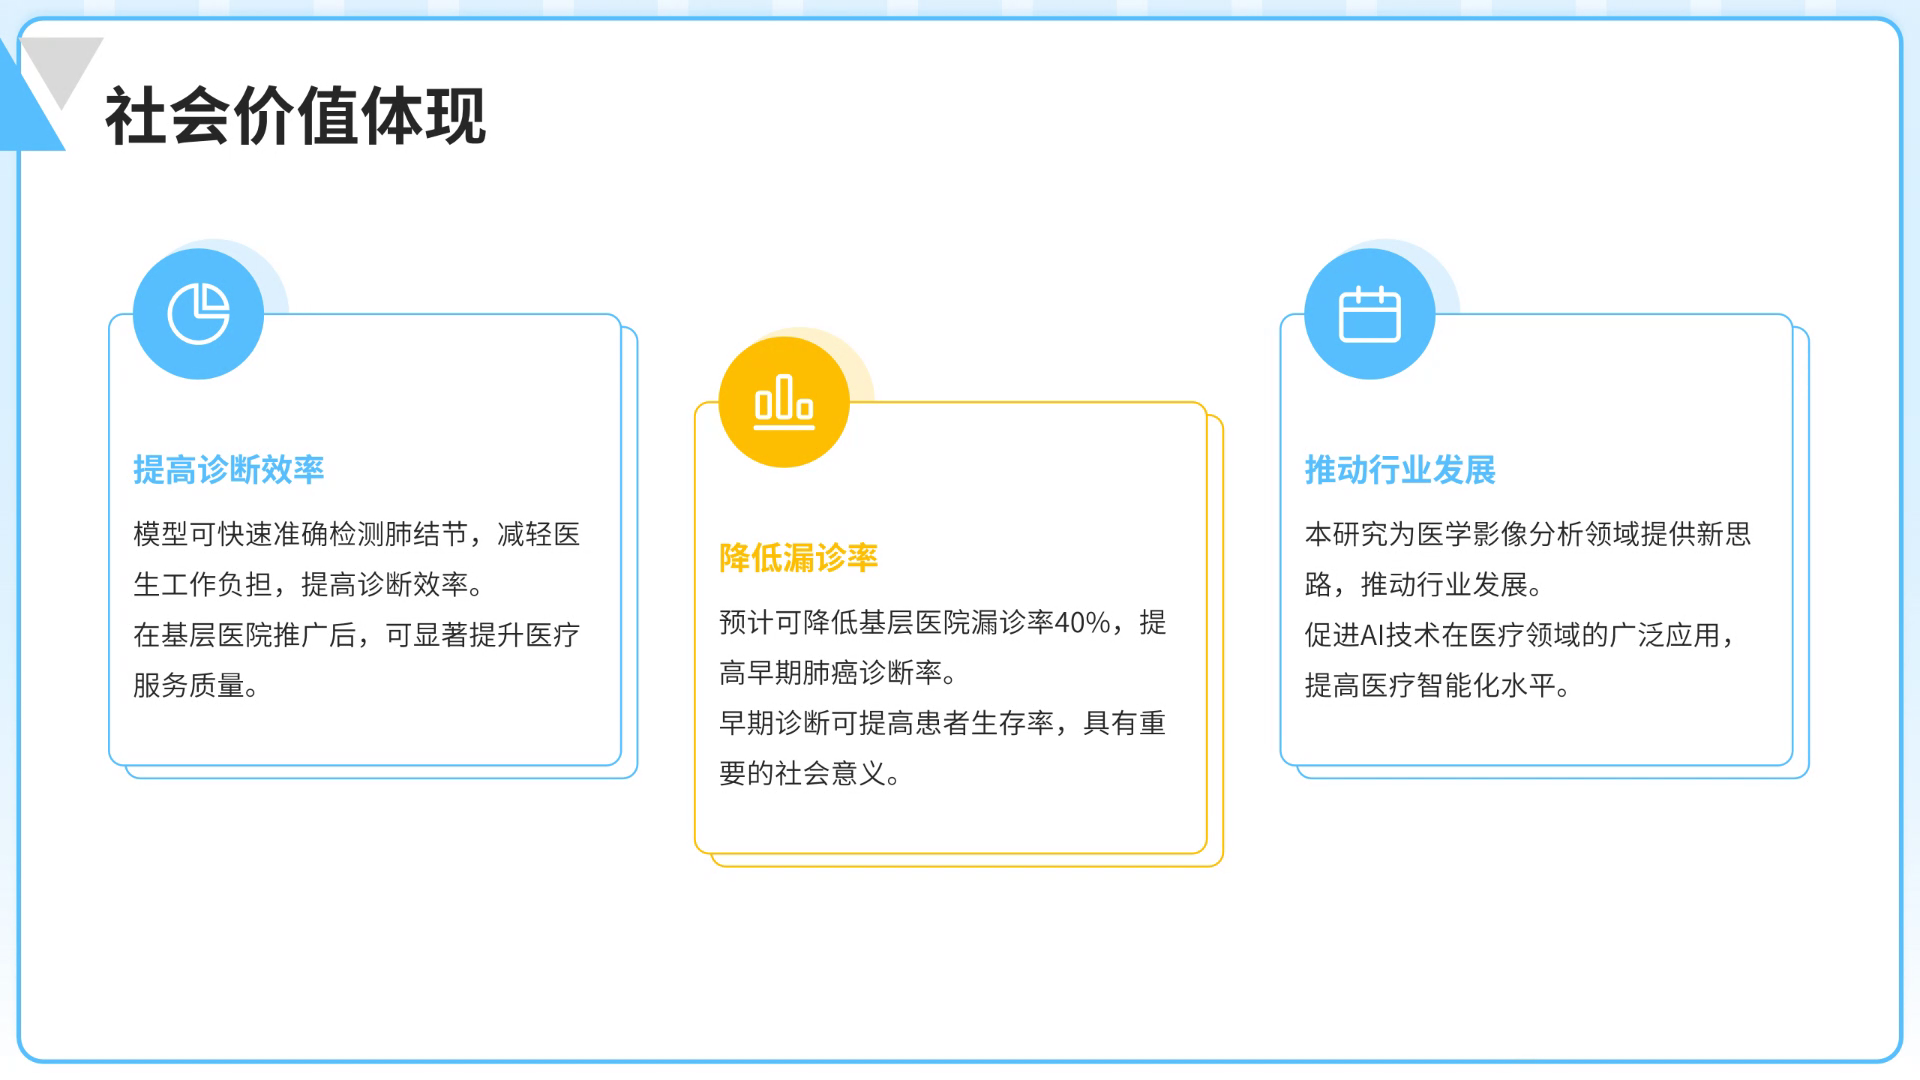 社会价值体现
提高诊断效率
模型可快速准确检测肺结节，减轻医
生工作负担，提高诊断效率。
在基层医院推广后，可显著提升医疗
服务质量。
降低漏诊率
预计可降低基层医院漏诊率40%，提
高早期肺癌诊断率。
早期诊断可提高患者生存率，具有重
要的社会意义。
推动行业发展
本研究为医学影像分析领域提供新思
路，推动行业发展。
促进AI技术在医疗领域的广泛应用，
提高医疗智能化水平。